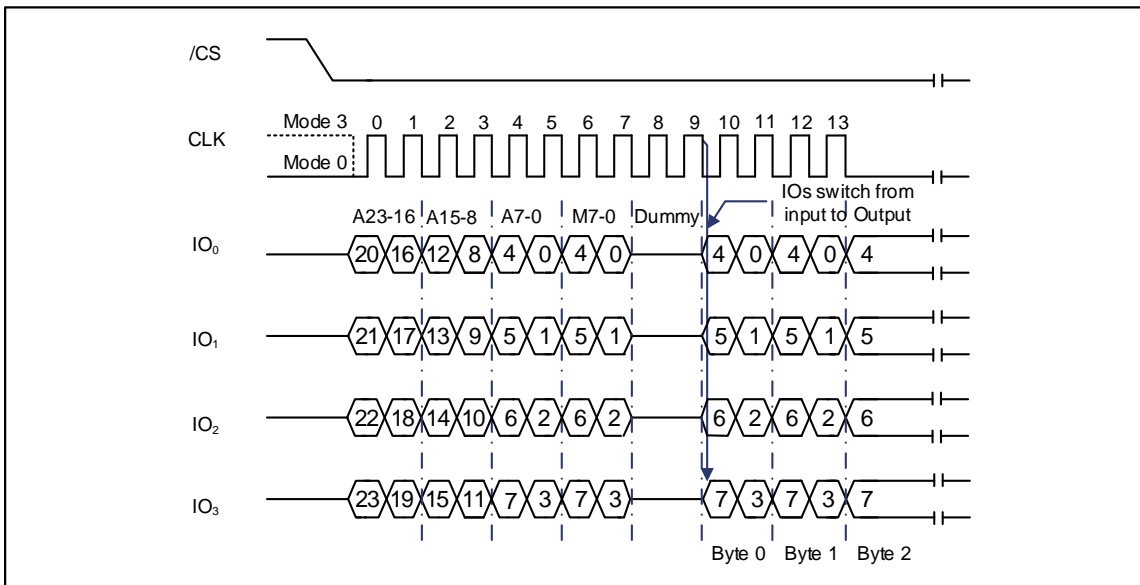 /CS
Mode 3
CLK
Mode 0
0 1 2 3 4 5 6 7 8 9 10 11 12 13
IOs switch from
input to Output
A23-16 A15-8 A7-0 M7-0 Dummy
IO0 20 16 12 8 4 0 4 0 4 0 4 0 4
IO1 21 17 13 9 5 1 5 1 5 1 5 1 5
IO2 22 18 14 10 6 2 6 2 6 2 6 2 6
IO3 23 19 15 11 7 3 7 3 7 3 7 3 7
Byte 0 Byte 1 Byte 2